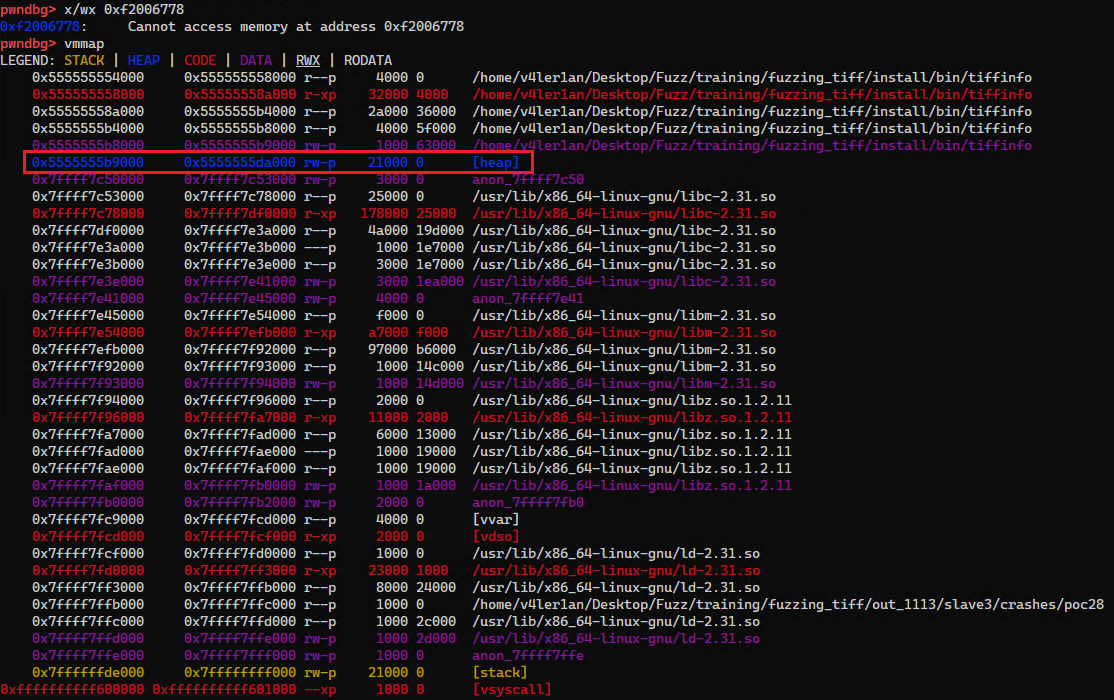 pwndbg> x/wx 0xf2006778
0xf2006778: Cannot access memory at address 0xf2006778
pwndbg> vmmap
LEGEND: STACK | HEAP | CODE | DATA | RWX | RODATA
0x555555554000 0x555555558000 r--p 4000 0 /home/v4ler1an/Desktop/Fuzz/training/fuzzing_tiff/install/bin/tiffinfo
0x555555558000 0x55555558a000 r-xp 32000 4000 /home/v4ler1an/Desktop/Fuzz/training/fuzzing_tiff/install/bin/tiffinfo
0x55555558a000 0x5555555b4000 r--p 2a000 36000 /home/v4ler1an/Desktop/Fuzz/training/fuzzing_tiff/install/bin/tiffinfo
0x5555555b4000 0x5555555b8000 r--p 4000 5f000 /home/v4ler1an/Desktop/Fuzz/training/fuzzing_tiff/install/bin/tiffinfo
0x5555555b8000 0x5555555b9000 rw-p 1000 63000 /home/v4ler1an/Desktop/Fuzz/training/fuzzing_tiff/install/bin/tiffinfo
0x5555555b9000 0x5555555da000 rw-p 21000 0 [heap]
0x7ffff7c50000 0x7ffff7c53000 rw-p 3000 0 anon_7ffff7c50
0x7ffff7c53000 0x7ffff7c78000 r--p 25000 0 /usr/lib/x86_64-linux-gnu/libc-2.31.so
0x7ffff7c78000 0x7ffff7df0000 r-xp 178000 25000 /usr/lib/x86_64-linux-gnu/libc-2.31.so
0x7ffff7df0000 0x7ffff7e3a000 r--p 4a000 19d000 /usr/lib/x86_64-linux-gnu/libc-2.31.so
0x7ffff7e3a000 0x7ffff7e3b000 ---p 1000 1e7000 /usr/lib/x86_64-linux-gnu/libc-2.31.so
0x7ffff7e3b000 0x7ffff7e3e000 r--p 3000 1e7000 /usr/lib/x86_64-linux-gnu/libc-2.31.so
0x7ffff7e3e000 0x7ffff7e41000 rw-p 3000 1ea000 /usr/lib/x86_64-linux-gnu/libc-2.31.so
0x7ffff7e41000 0x7ffff7e45000 rw-p 4000 0 anon_7ffff7e41
0x7ffff7e45000 0x7ffff7e54000 r--p f000 0 /usr/lib/x86_64-linux-gnu/libm-2.31.so
0x7ffff7e54000 0x7ffff7efb000 r-xp a7000 f000 /usr/lib/x86_64-linux-gnu/libm-2.31.so
0x7ffff7efb000 0x7ffff7f92000 r--p 97000 b6000 /usr/lib/x86_64-linux-gnu/libm-2.31.so
0x7ffff7f92000 0x7ffff7f93000 r--p 1000 14c000 /usr/lib/x86_64-linux-gnu/libm-2.31.so
0x7ffff7f93000 0x7ffff7f94000 rw-p 1000 14d000 /usr/lib/x86_64-linux-gnu/libm-2.31.so
0x7ffff7f94000 0x7ffff7f96000 r--p 2000 0 /usr/lib/x86_64-linux-gnu/libz.so.1.2.11
0x7ffff7f96000 0x7ffff7fa7000 r-xp 11000 2000 /usr/lib/x86_64-linux-gnu/libz.so.1.2.11
0x7ffff7fa7000 0x7ffff7fad000 r--p 6000 13000 /usr/lib/x86_64-linux-gnu/libz.so.1.2.11
0x7ffff7fad000 0x7ffff7fae000 ---p 1000 19000 /usr/lib/x86_64-linux-gnu/libz.so.1.2.11
0x7ffff7fae000 0x7ffff7faf000 r--p 1000 19000 /usr/lib/x86_64-linux-gnu/libz.so.1.2.11
0x7ffff7faf000 0x7ffff7fb0000 rw-p 1000 1a000 /usr/lib/x86_64-linux-gnu/libz.so.1.2.11
0x7ffff7fb0000 0x7ffff7fb2000 rw-p 2000 0 anon_7ffff7fb0
0x7ffff7fc9000 0x7ffff7fcd000 r--p 4000 0 [vvar]
0x7ffff7fcd000 0x7ffff7fcf000 r-xp 2000 0 [vdso]
0x7ffff7fcf000 0x7ffff7fd0000 r--p 1000 0 /usr/lib/x86_64-linux-gnu/ld-2.31.so
0x7ffff7fd0000 0x7ffff7ff3000 r-xp 23000 1000 /usr/lib/x86_64-linux-gnu/ld-2.31.so
0x7ffff7ff3000 0x7ffff7ffb000 r--p 8000 24000 /usr/lib/x86_64-linux-gnu/ld-2.31.so
0x7ffff7ffb000 0x7ffff7ffc000 r--p 1000 0 /home/v4ler1an/Desktop/Fuzz/training/fuzzing_tiff/out_1113/slave3/crashes/poc28
0x7ffff7ffc000 0x7ffff7ffd000 r--p 1000 2c000 /usr/lib/x86_64-linux-gnu/ld-2.31.so
0x7ffff7ffd000 0x7ffff7ffe000 rw-p 1000 2d000 /usr/lib/x86_64-linux-gnu/ld-2.31.so
0x7ffff7ffe000 0x7ffff7fff000 rw-p 1000 0 anon_7ffff7ffe
0x7ffffffde000 0x7ffffffff000 rw-p 21000 0 [stack]
0xffffffffff600000 0xffffffffff601000 --xp 1000 0 [vsyscall]